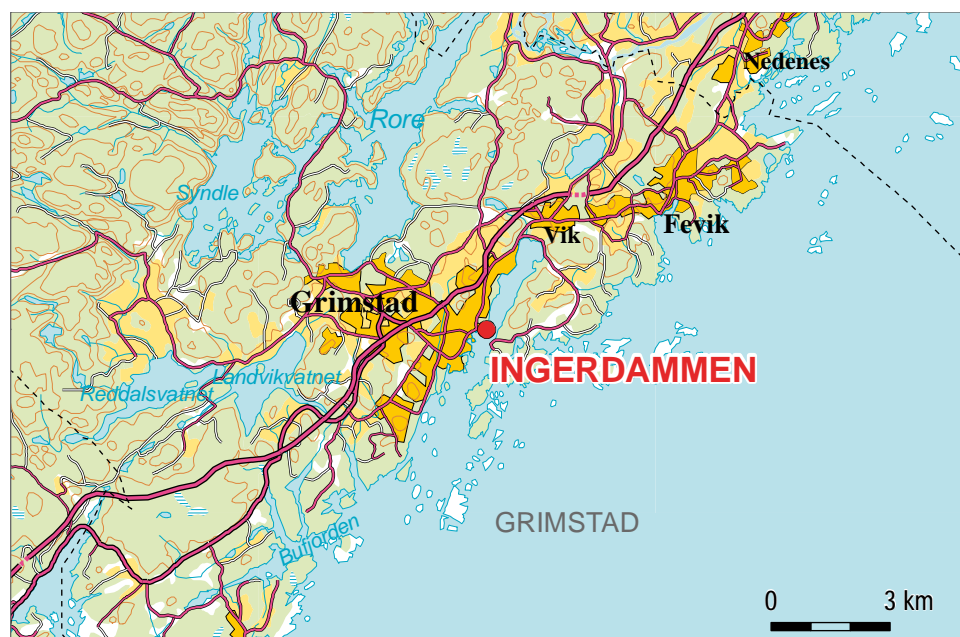 Nedenes
Rore
Syndle
Fevik
Vik
Grimstad
INGERDAMMEN
Landvikvatnet
Reddalsvatnet
GRIMSTAD
Bufjorden
0 3 km